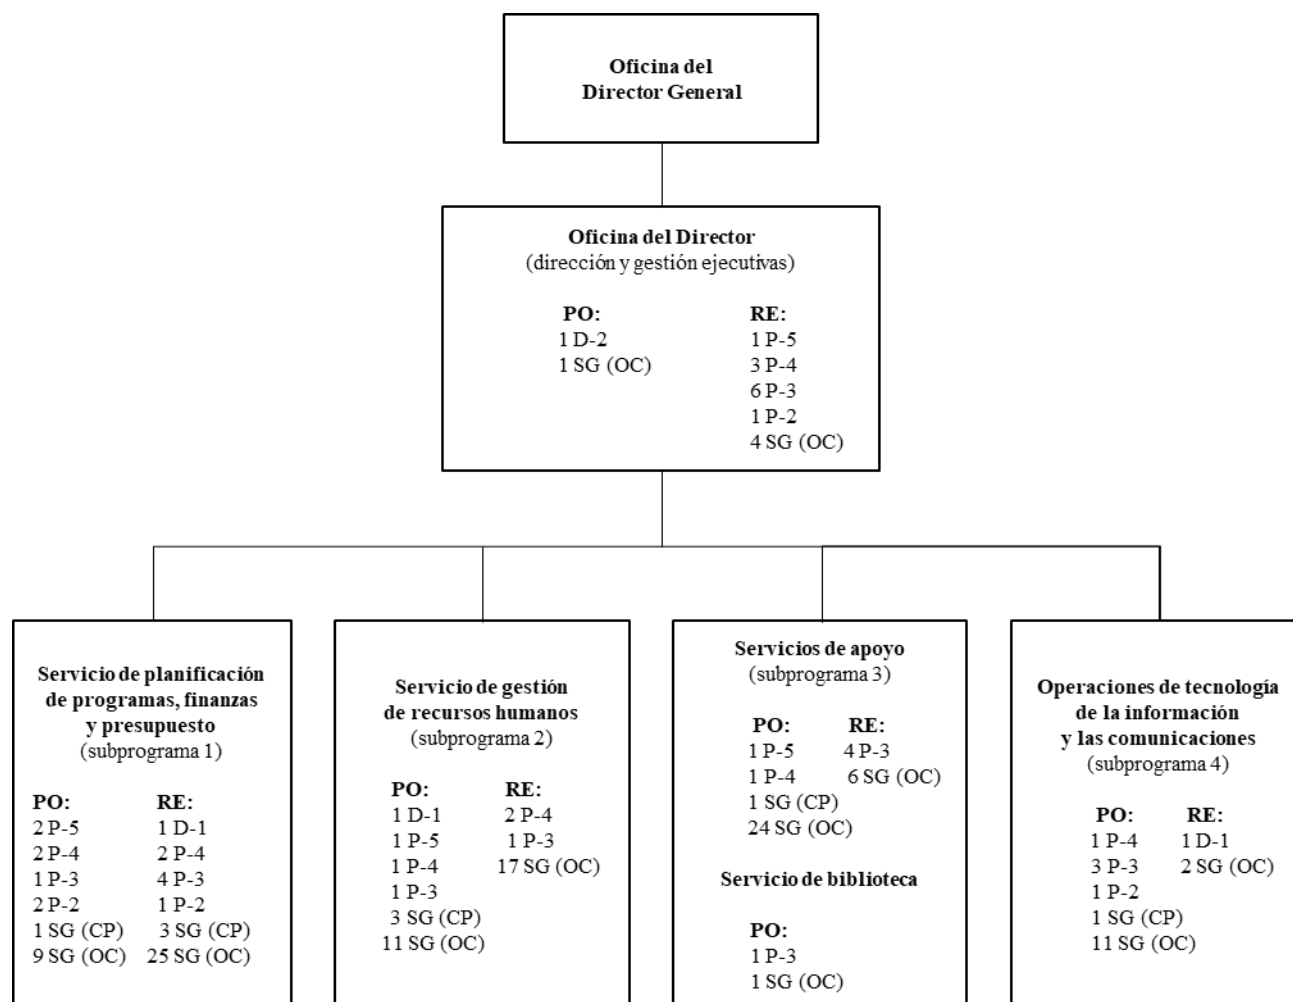 Oficina del
Director General
Oficina del Director
(dirección y gestión ejecutivas)
PO:
1 D-2
1 SG (OC)
RE:
1 P-5
3 P-4
6 P-3
1 P-2
4 SG (OC)
Servicio de planificación
de programas, finanzas
y presupuesto
(subprograma 1)
PO:
2 P-5
2 P-4
1 P-3
2 P-2
1 SG (CP)
9 SG (OC)
RE:
1 D-1
2 P-4
4 P-3
1 P-2
3 SG (CP)
25 SG (OC)
Servicio de gestión
de recursos humanos
(subprograma 2)
PO:
1 D-1
1 P-5
1 P-4
1 P-3
3 SG (CP)
11 SG (OC)
RE:
2 P-4
1 P-3
17 SG (OC)
Servicios de apoyo
(subprograma 3)
PO:
1 P-5
1 P-4
1 SG (CP)
24 SG (OC)
RE:
4 P-3
6 SG (OC)
Servicio de biblioteca
PO:
1 P-3
1 SG (OC)
Operaciones de tecnología
de la información
y las comunicaciones
(subprograma 4)
PO:
1 P-4
3 P-3
1 P-2
1 SG (CP)
11 SG (OC)
RE:
1 D-1
2 SG (OC)